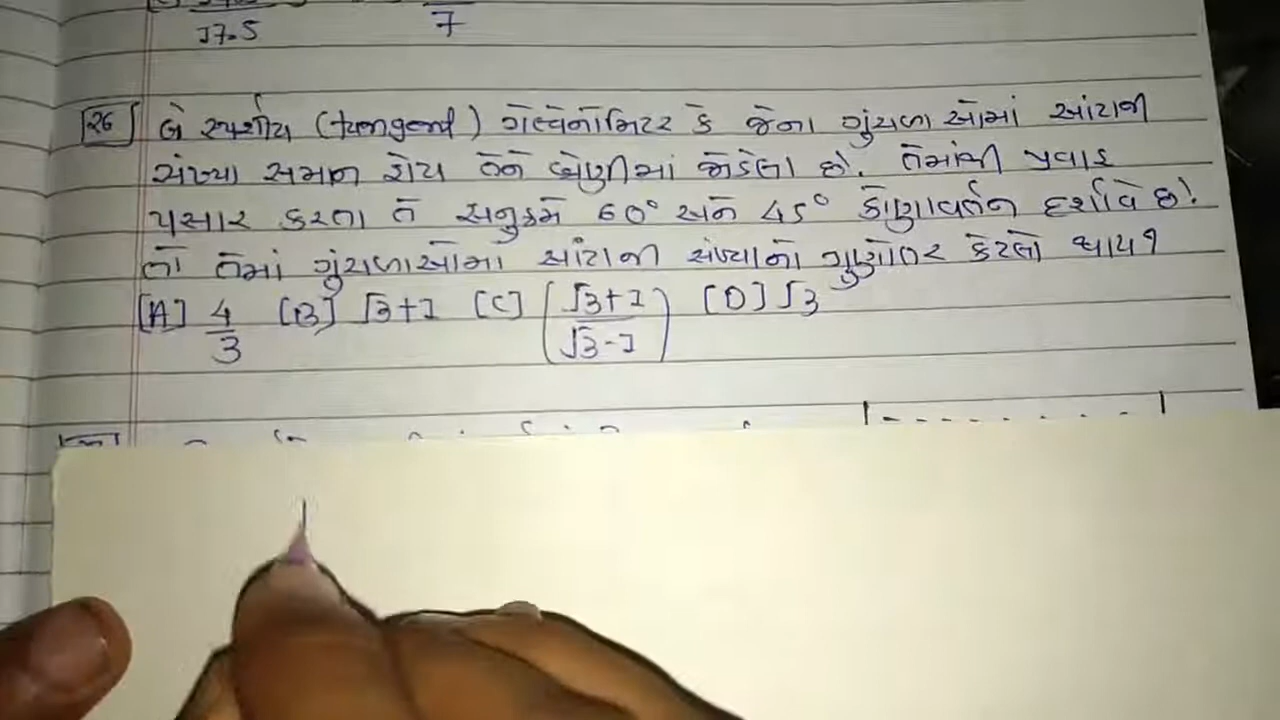 17.5 7
26 બે સ્પર્શીય (tangend) ગેલ્વેનોમિટર કે જેના ગુંચળાઓમાં આંટાની
સંખ્યા સમાન હોય તેને શ્રેણીમાં જોડેલા છે. તેમાંથી પ્રવાહ
પસાર કરતા તે અનુક્રમે 60° અને 45° કોણાવર્તન દર્શાવે છે.
તો તેમાં ગુંચળાઓમા આંટાની સંખ્યાનો ગુણોત્તર કેટલો થાય?
[A] 4/3 [B] √3+1 [C] (√3+1/√3-1) [D] √3